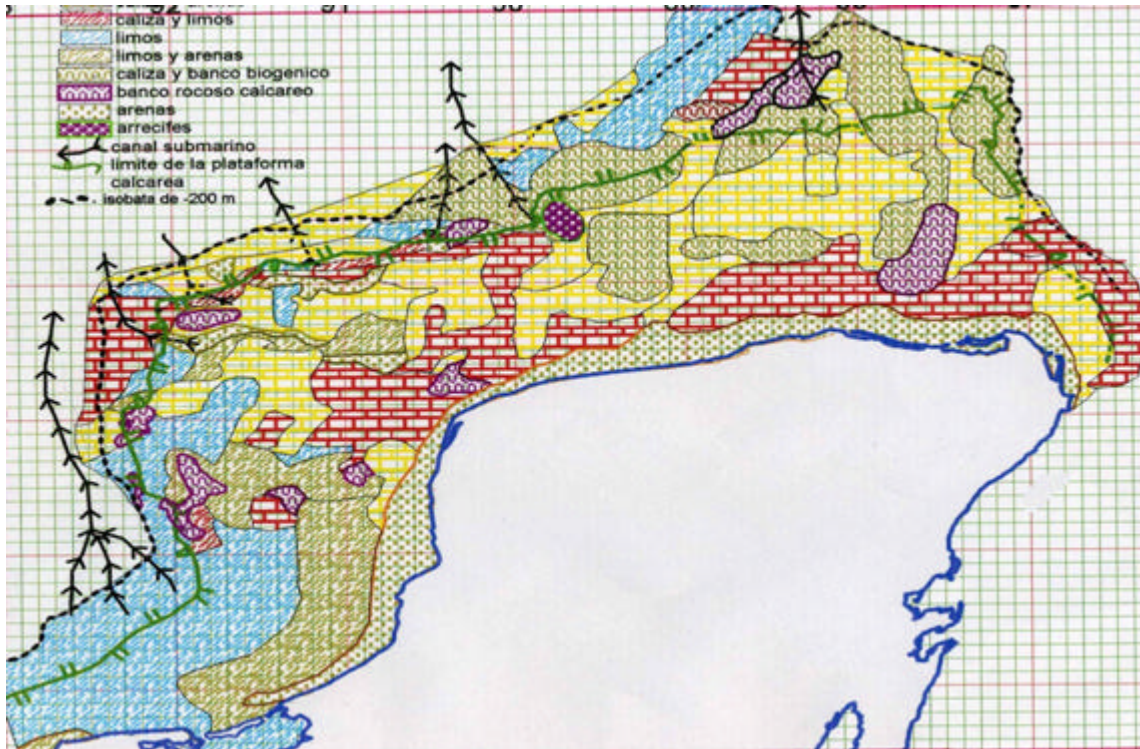 92
caliza y limos
limos
limos y arenas
caliza y banco biogenico
banco rocoso calcareo
arenas
arrecifes
canal submarino
limite de la plataforma
calcarea
isobata de -200 m